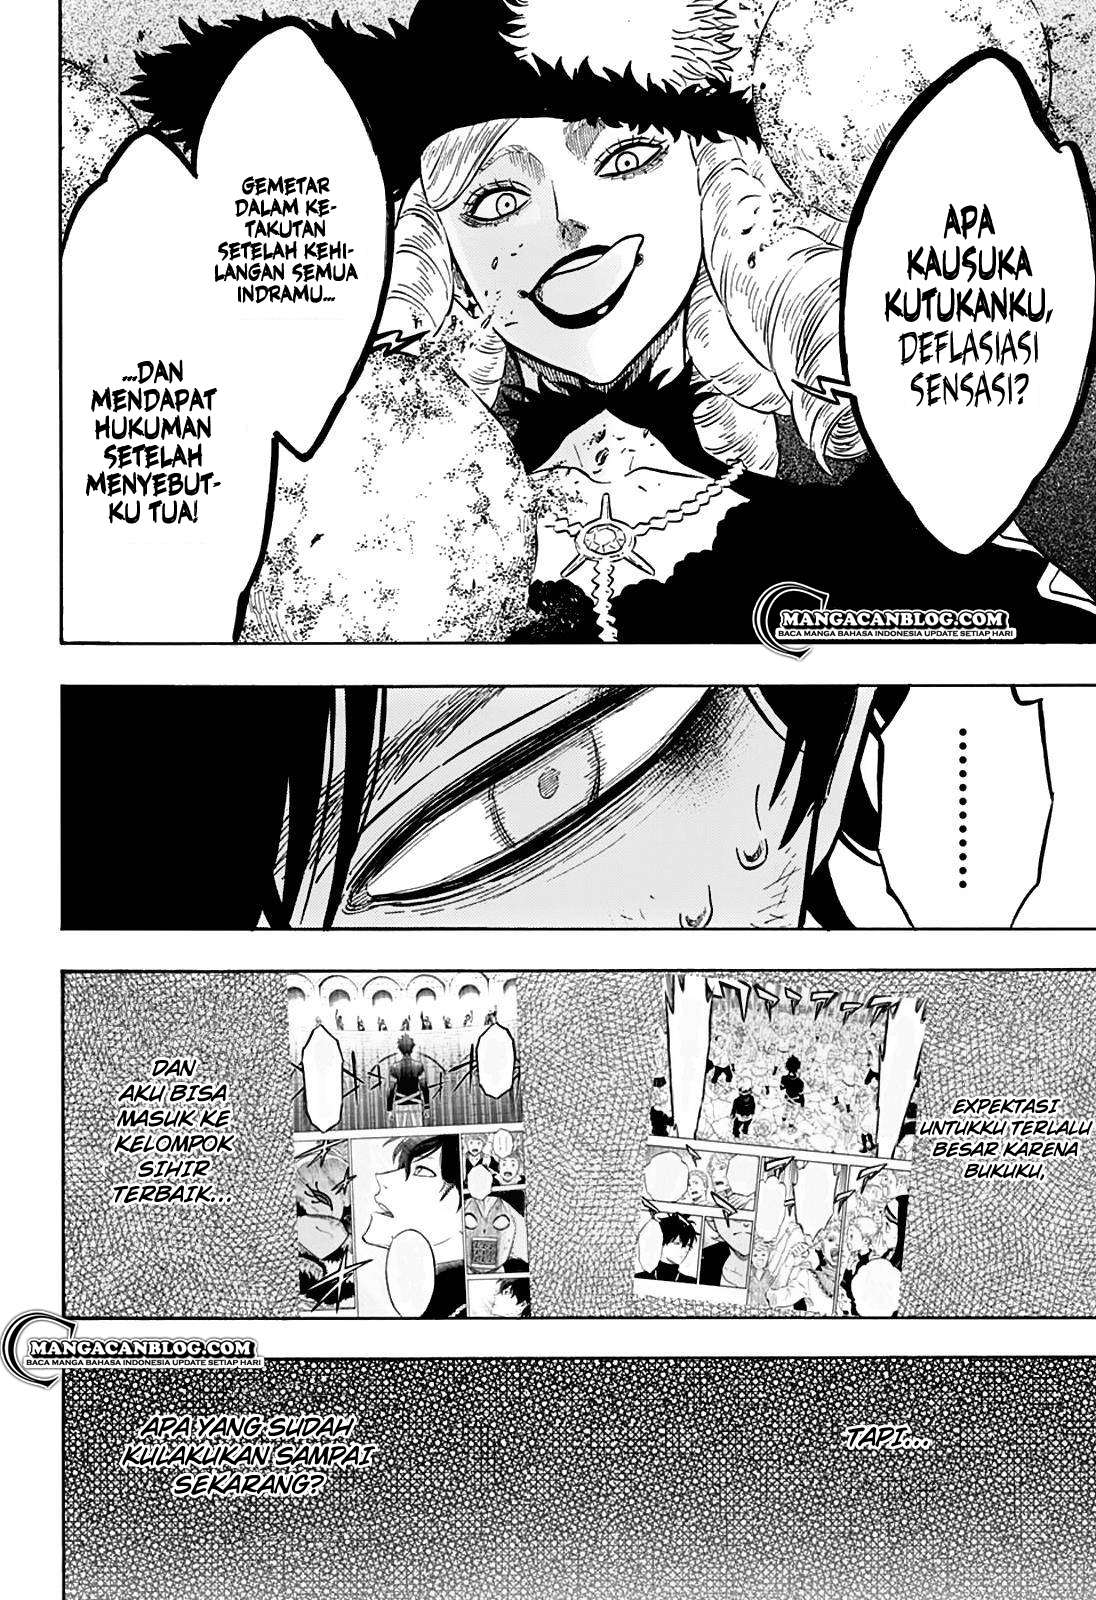 APA
KAUSUKA
KUTUKANKU,
DEFLASIASI
SENSASI?
GEMETAR
DALAM KE-
TAKUTAN
SETELAH KEHI-
LANGAN SEMUA
INDRAMU...
...DAN
MENDAPAT
HUKUMAN
SETELAH
MENYEBUT-
KU TUA!
MANGACANBLOG.COM
BACA MANGA BAHASA INDONESIA UPDATE SETIAP HARI
.........
EXPEKTASI
UNTUKKU TERLALU
BESAR KARENA
BUKUKU,
DAN
AKU BISA
MASUK KE
KELOMPOK
SIHIR
TERBAIK...
MANGACANBLOG.COM
BACA MANGA BAHASA INDONESIA UPDATE SETIAP HARI
TAPI...
APA YANG SUDAH
KULAKUKAN SAMPAI
SEKARANG?